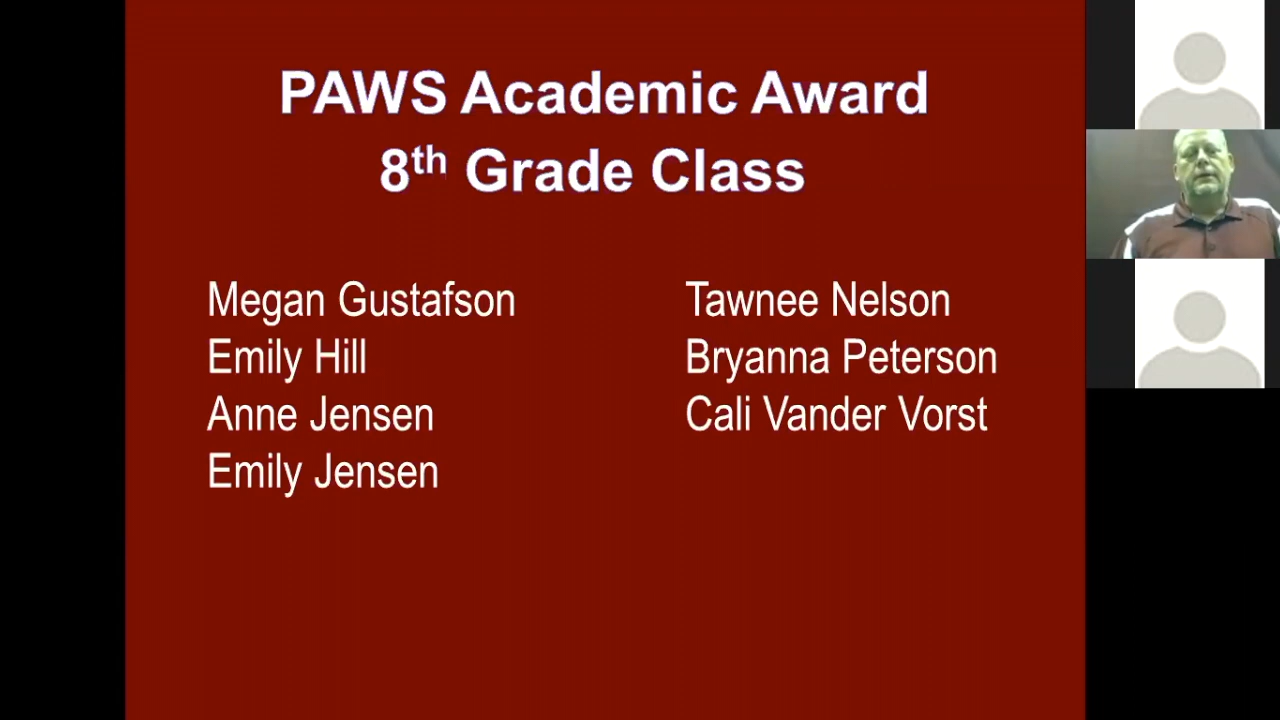 PAWS Academic Award
8th Grade Class
Megan Gustafson
Emily Hill
Anne Jensen
Emily Jensen
Tawnee Nelson
Bryanna Peterson
Cali Vander Vorst